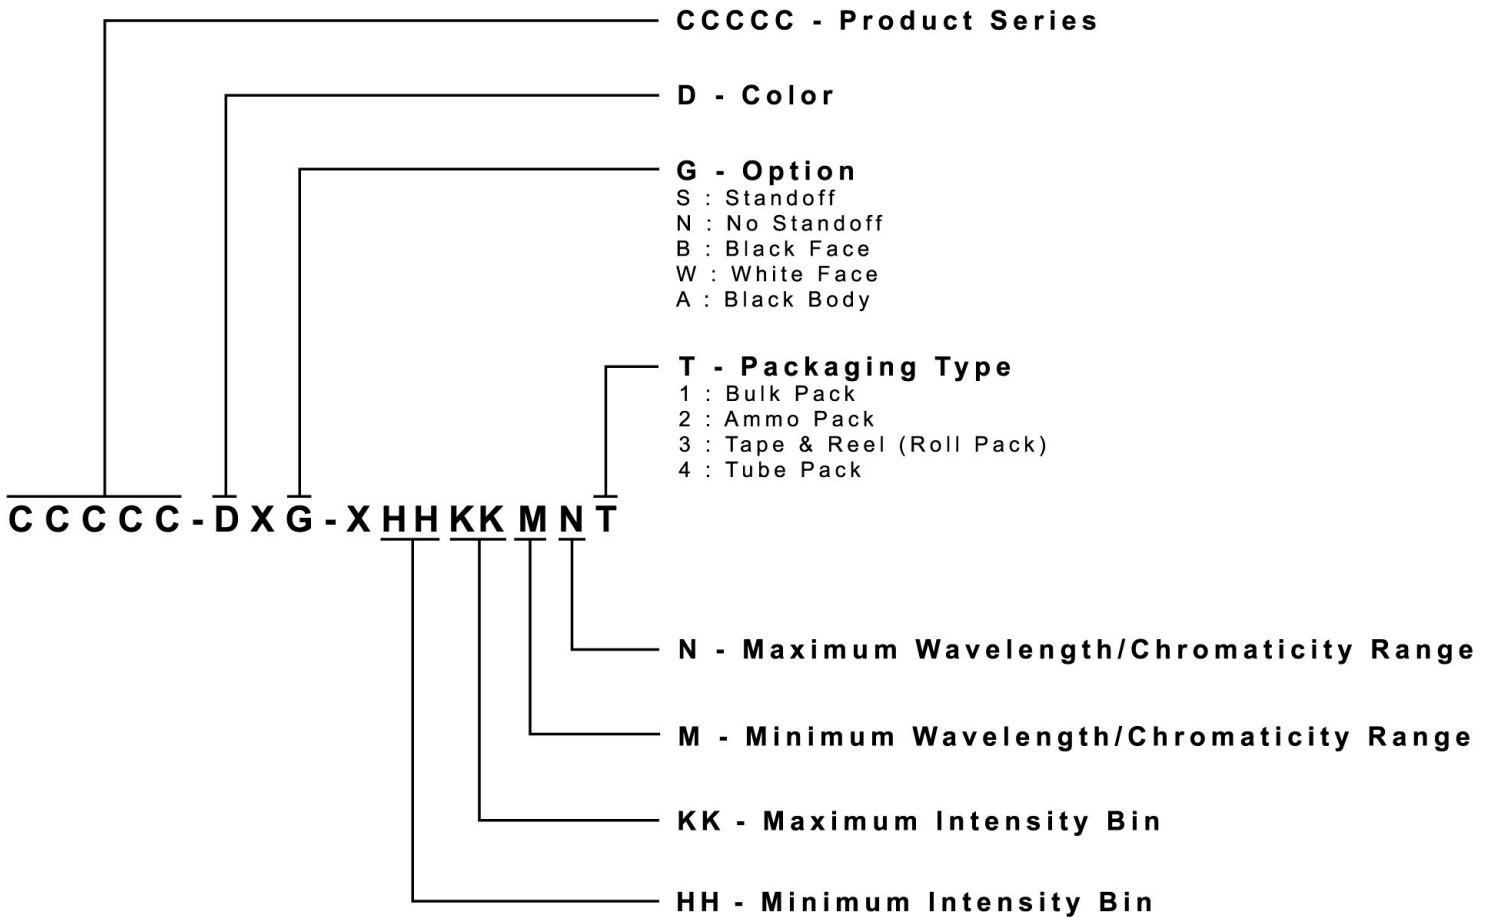 CCCCC - Product Series
D - Color
G - Option
S : Standoff
N : No Standoff
B : Black Face
W : White Face
A : Black Body
T - Packaging Type
1 : Bulk Pack
2 : Ammo Pack
3 : Tape & Reel (Roll Pack)
4 : Tube Pack
CCCCC-DXG-XHHKKMNT
N - Maximum Wavelength/Chromaticity Range
M - Minimum Wavelength/Chromaticity Range
KK - Maximum Intensity Bin
HH - Minimum Intensity Bin